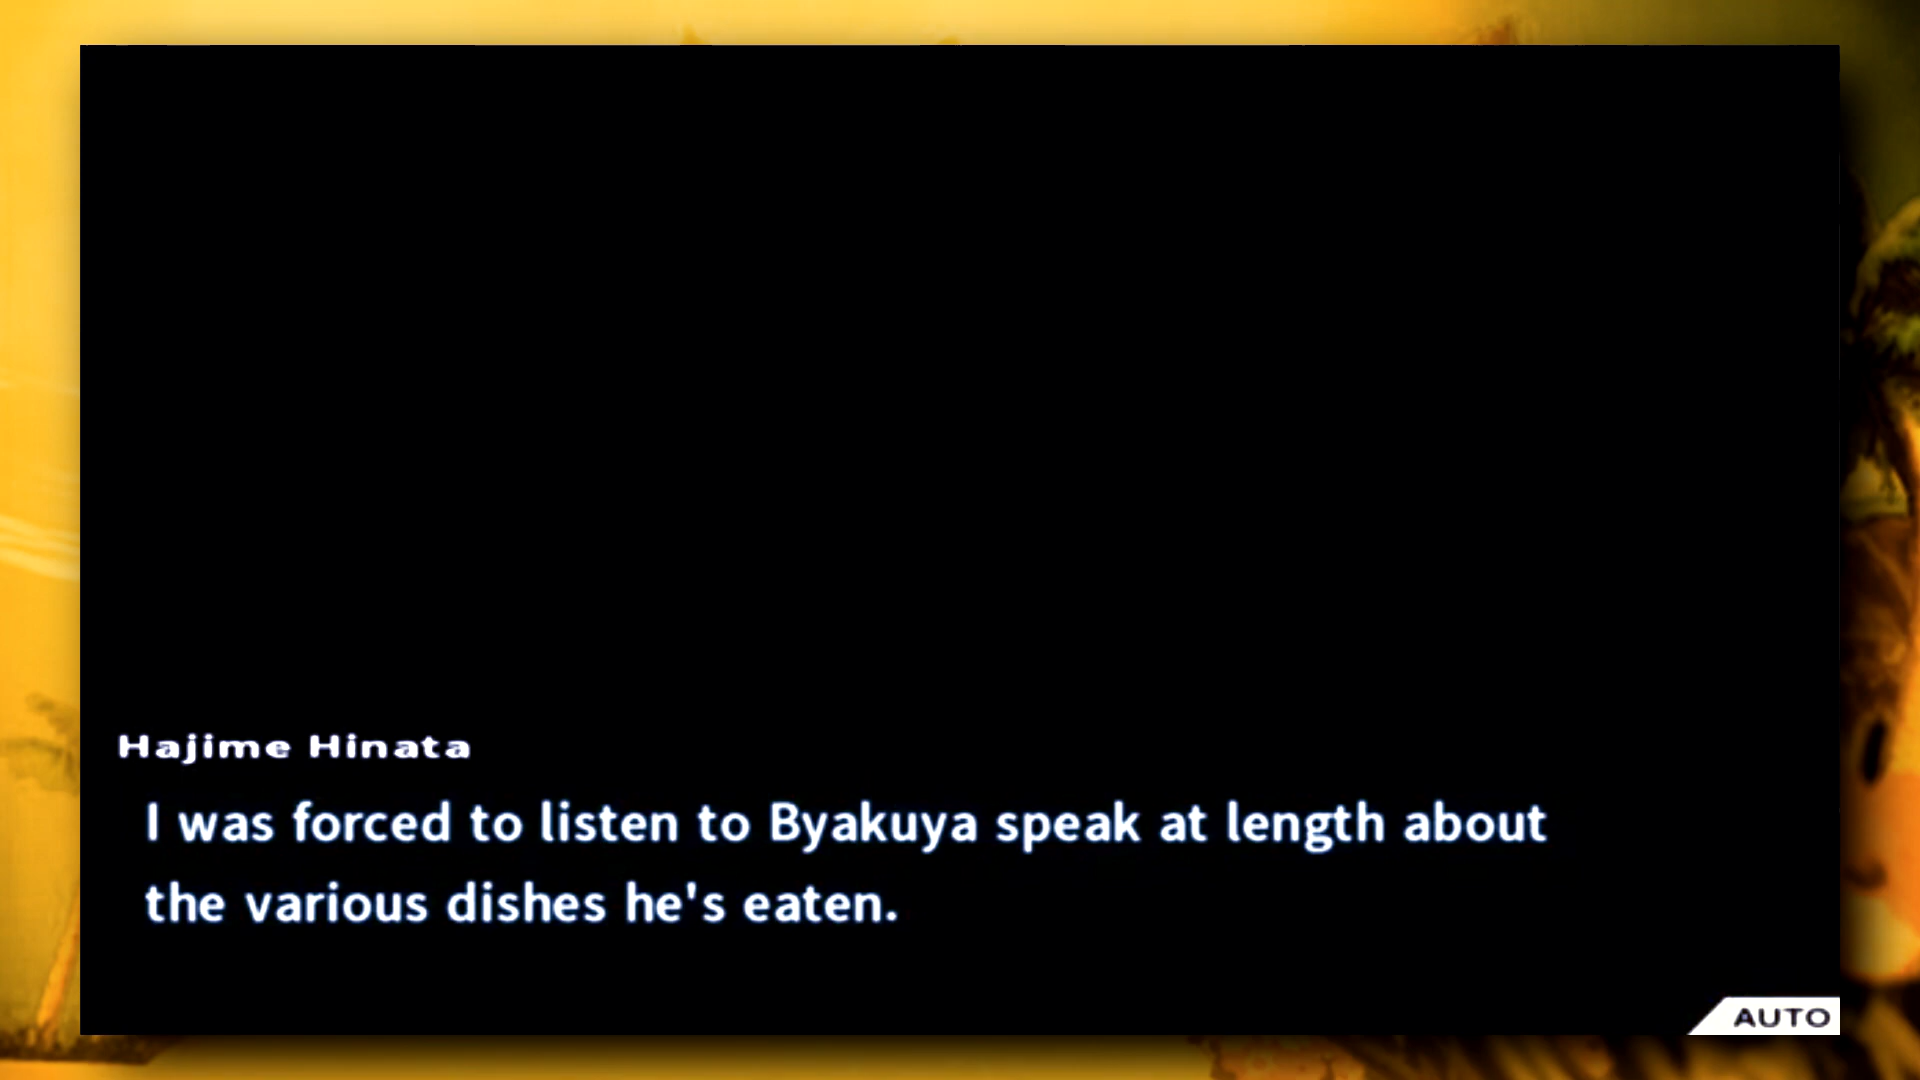 Hajime Hinata
I was forced to listen to Byakuya speak at length about
the various dishes he's eaten.
AUTO